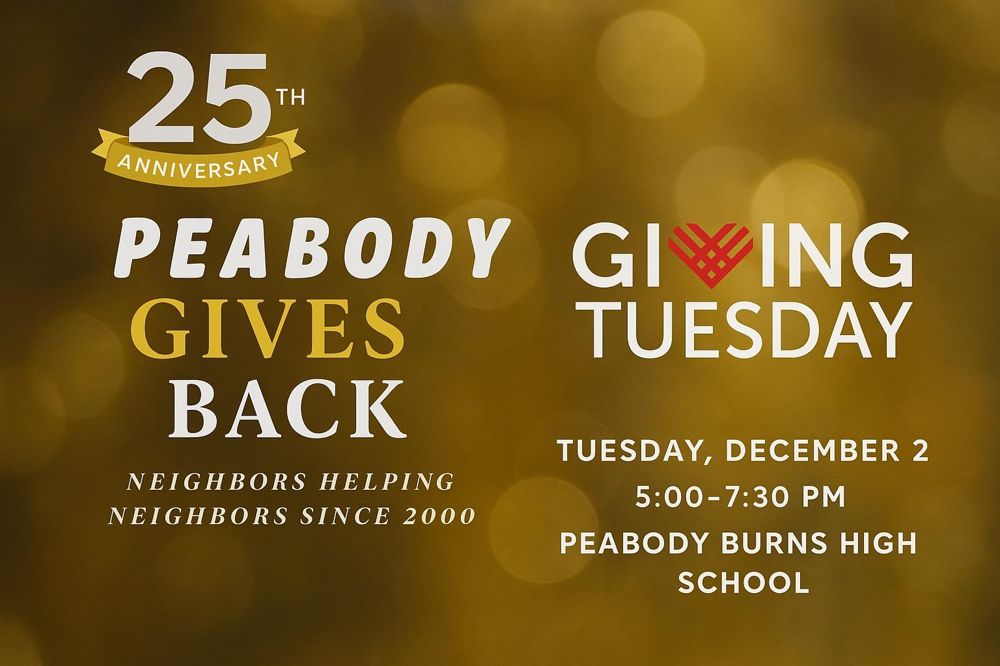 25TH
ANNIVERSARY
PEABODY
GIVES
BACK
NEIGHBORS HELPING
NEIGHBORS SINCE 2000
GIVING
TUESDAY
TUESDAY, DECEMBER 2
5:00-7:30 PM
PEABODY BURNS HIGH
SCHOOL